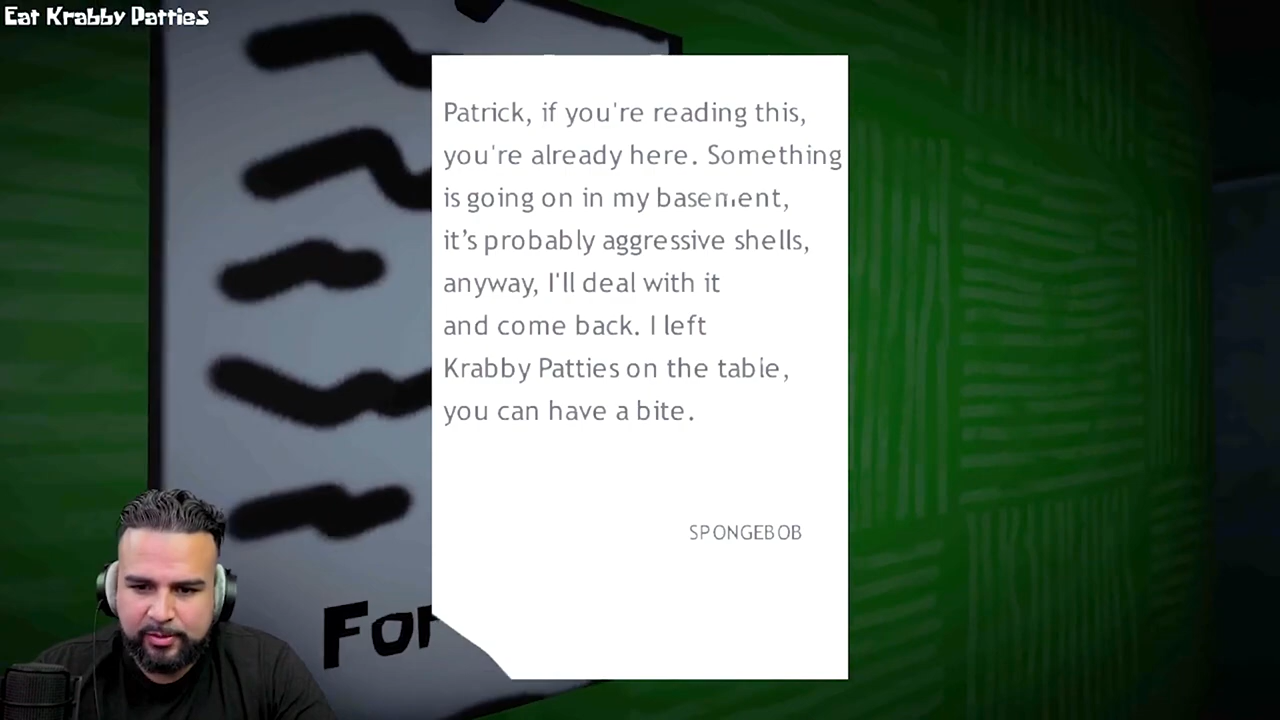 Eat Krabby Patties
Patrick, if you're reading this,
you're already here. Something
is going on in my basement,
it’s probably aggressive shells,
anyway, I'll deal with it
and come back. I left
Krabby Patties on the table,
you can have a bite.
SPONGEBOB